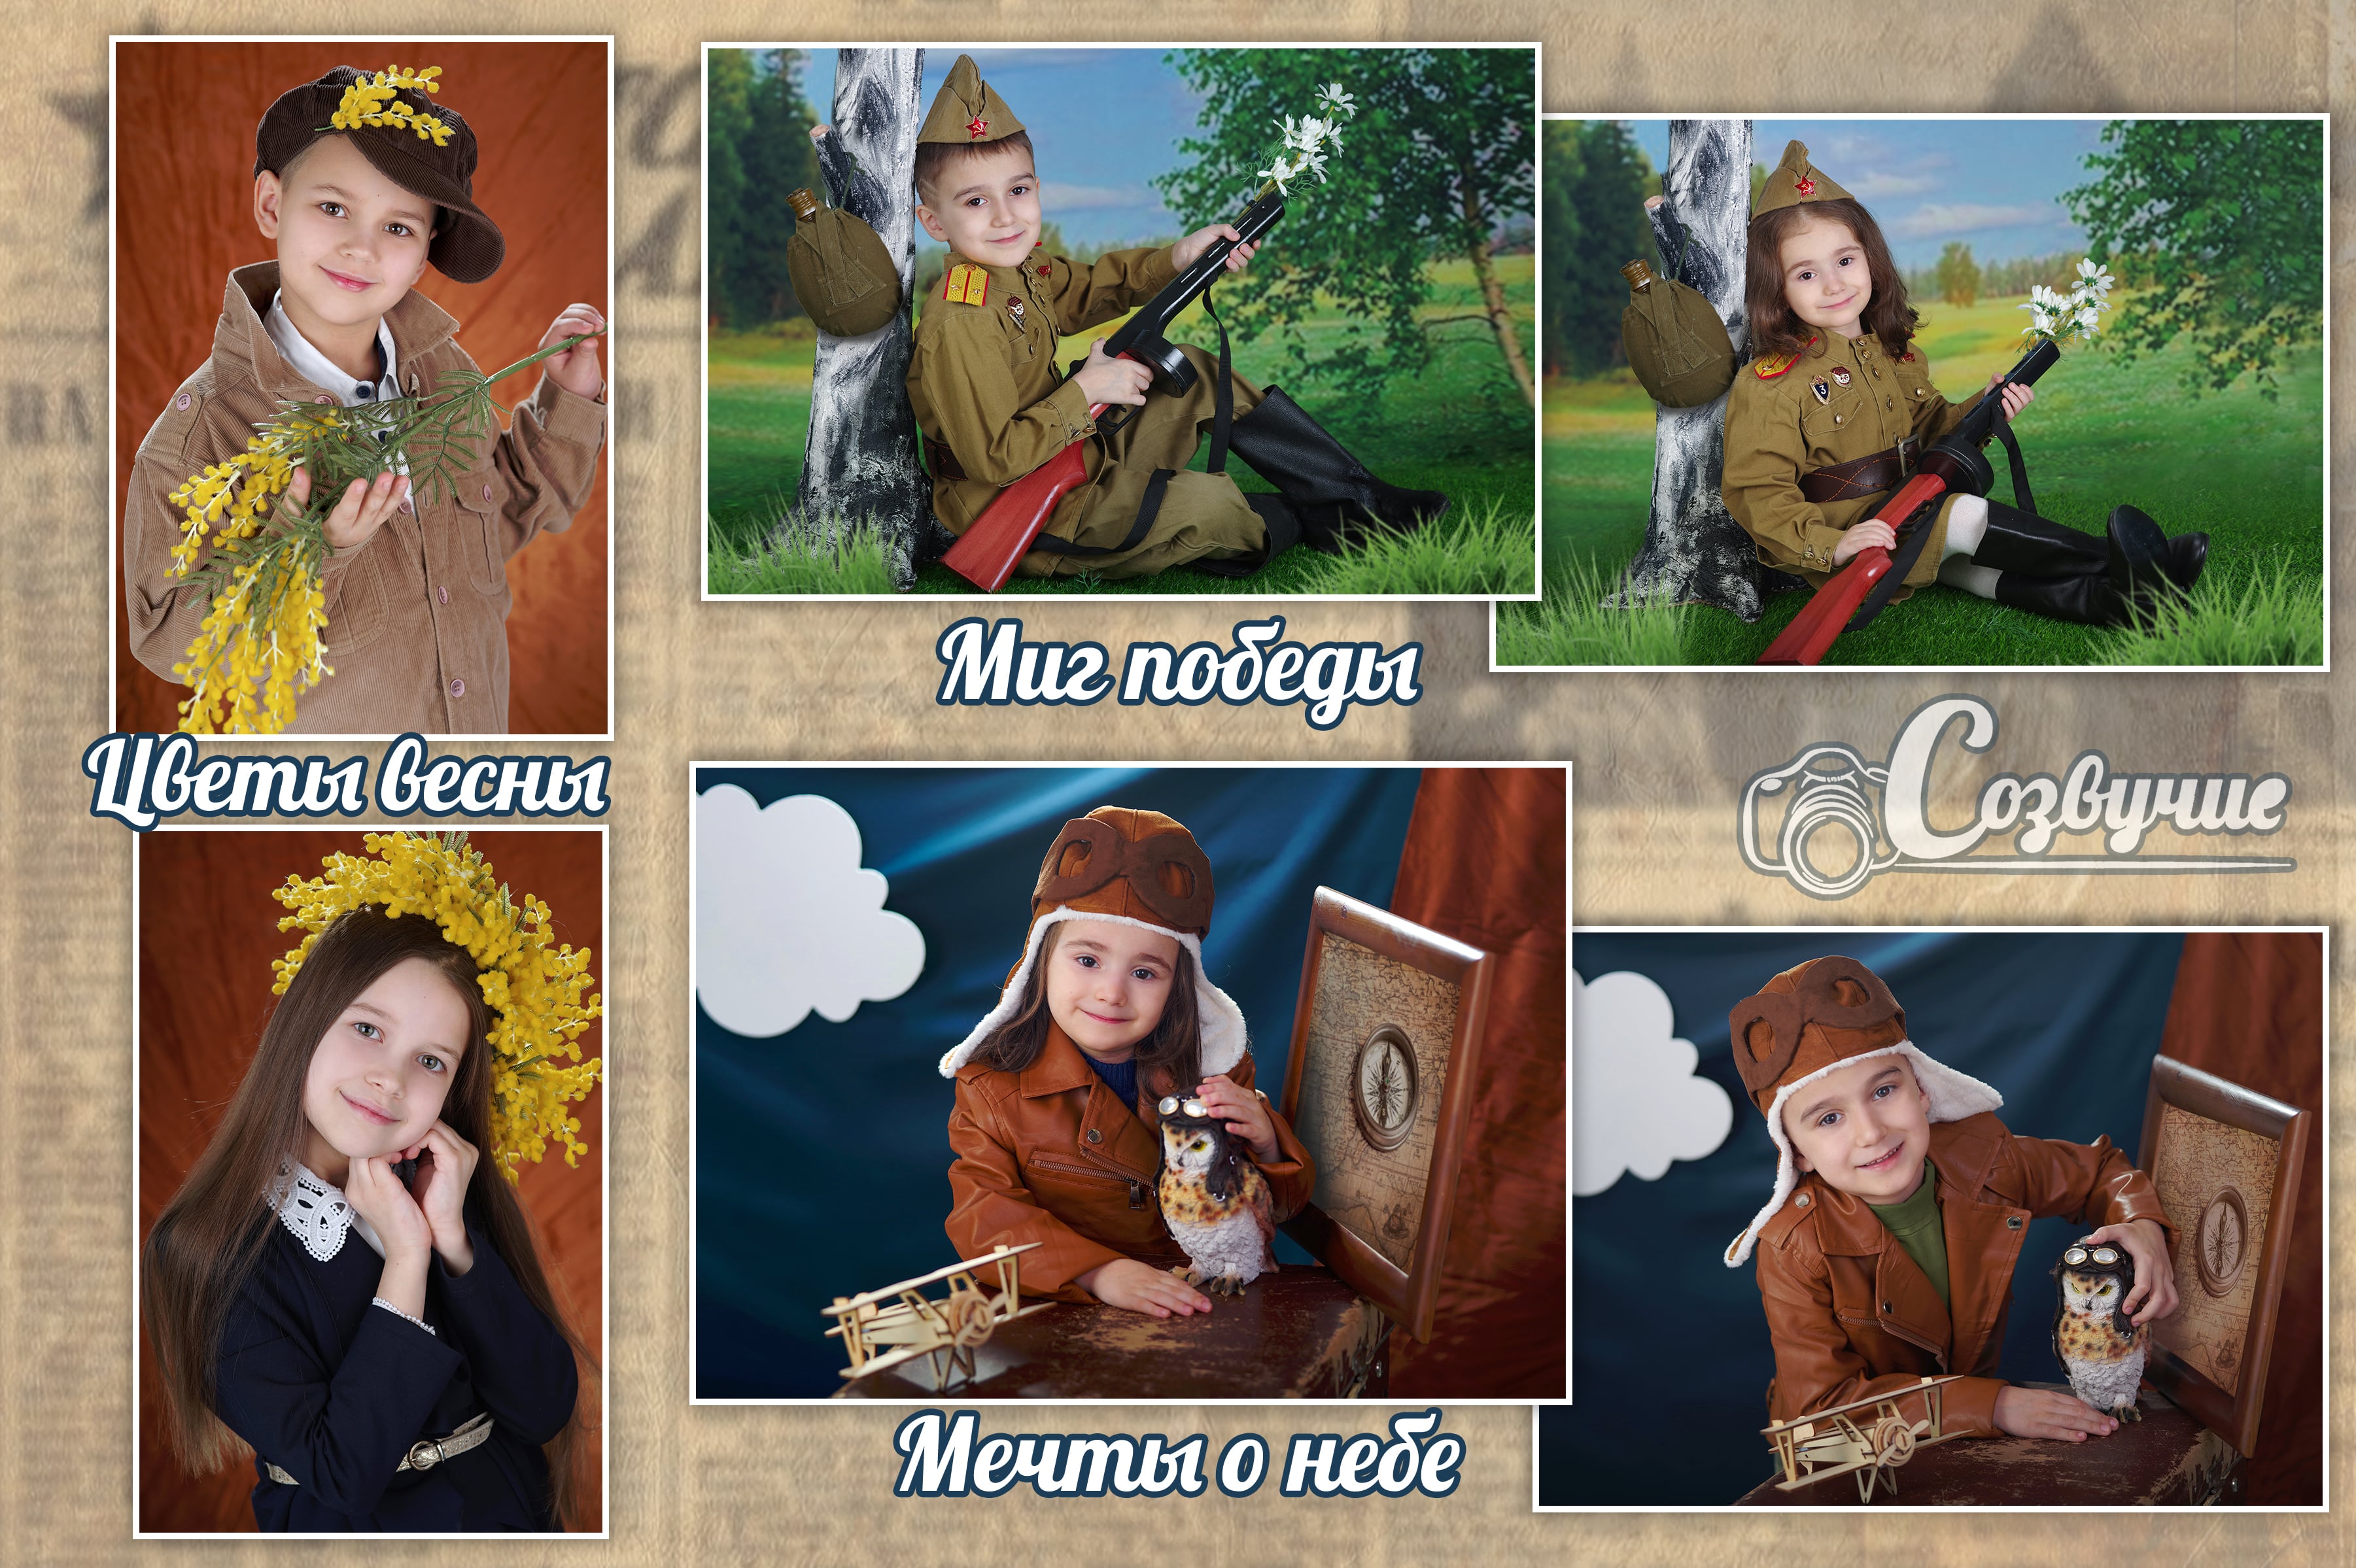 Цветы весны
Миг победы
Созвучие
Мечты о небе